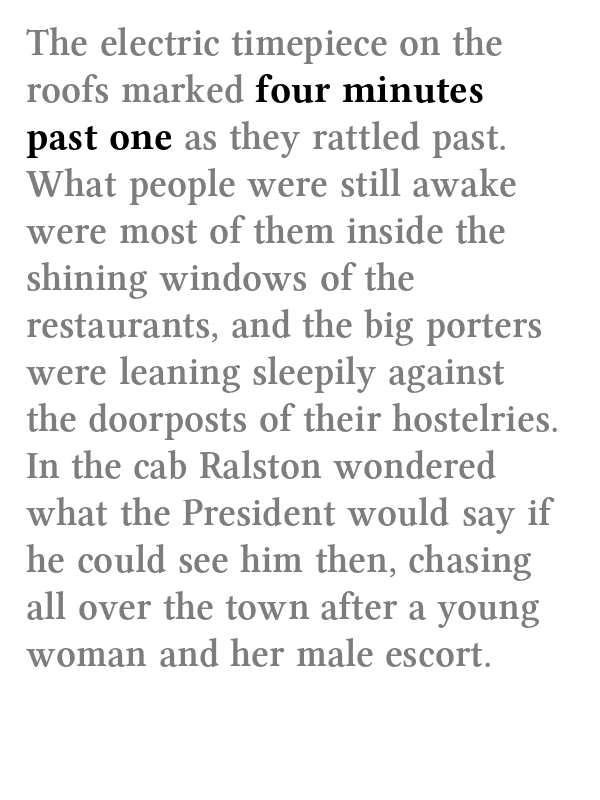 The electric timepiece on the
roofs marked four minutes
past one as they rattled past.
What people were still awake
were most of them inside the
shining windows of the
restaurants, and the big porters
were leaning sleepily against
the doorposts of their hostelries.
In the cab Ralston wondered
what the President would say if
he could see him then, chasing
all over the town after a young
woman and her male escort.